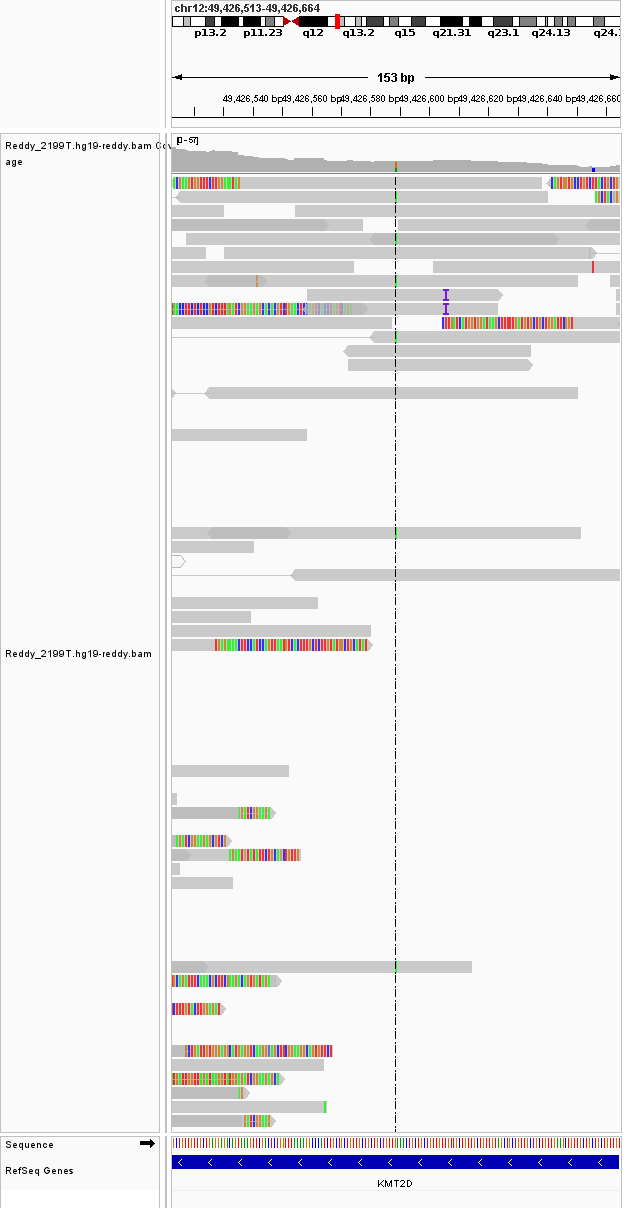 chr12:49,426,513-49,426,664
p13.2 p11.23 q12 q13.2 q15 q21.31 q23.1 q24.13 q24.
153 bp
49,426,540 bp 49,426,560 bp 49,426,580 bp 49,426,600 bp 49,426,620 bp 49,426,640 bp 49,426,660
Reddy_2199T.hg19-reddy.bam Cov
age
[0 - 57]
Reddy_2199T.hg19-reddy.bam
Sequence
RefSeq Genes
KMT2D